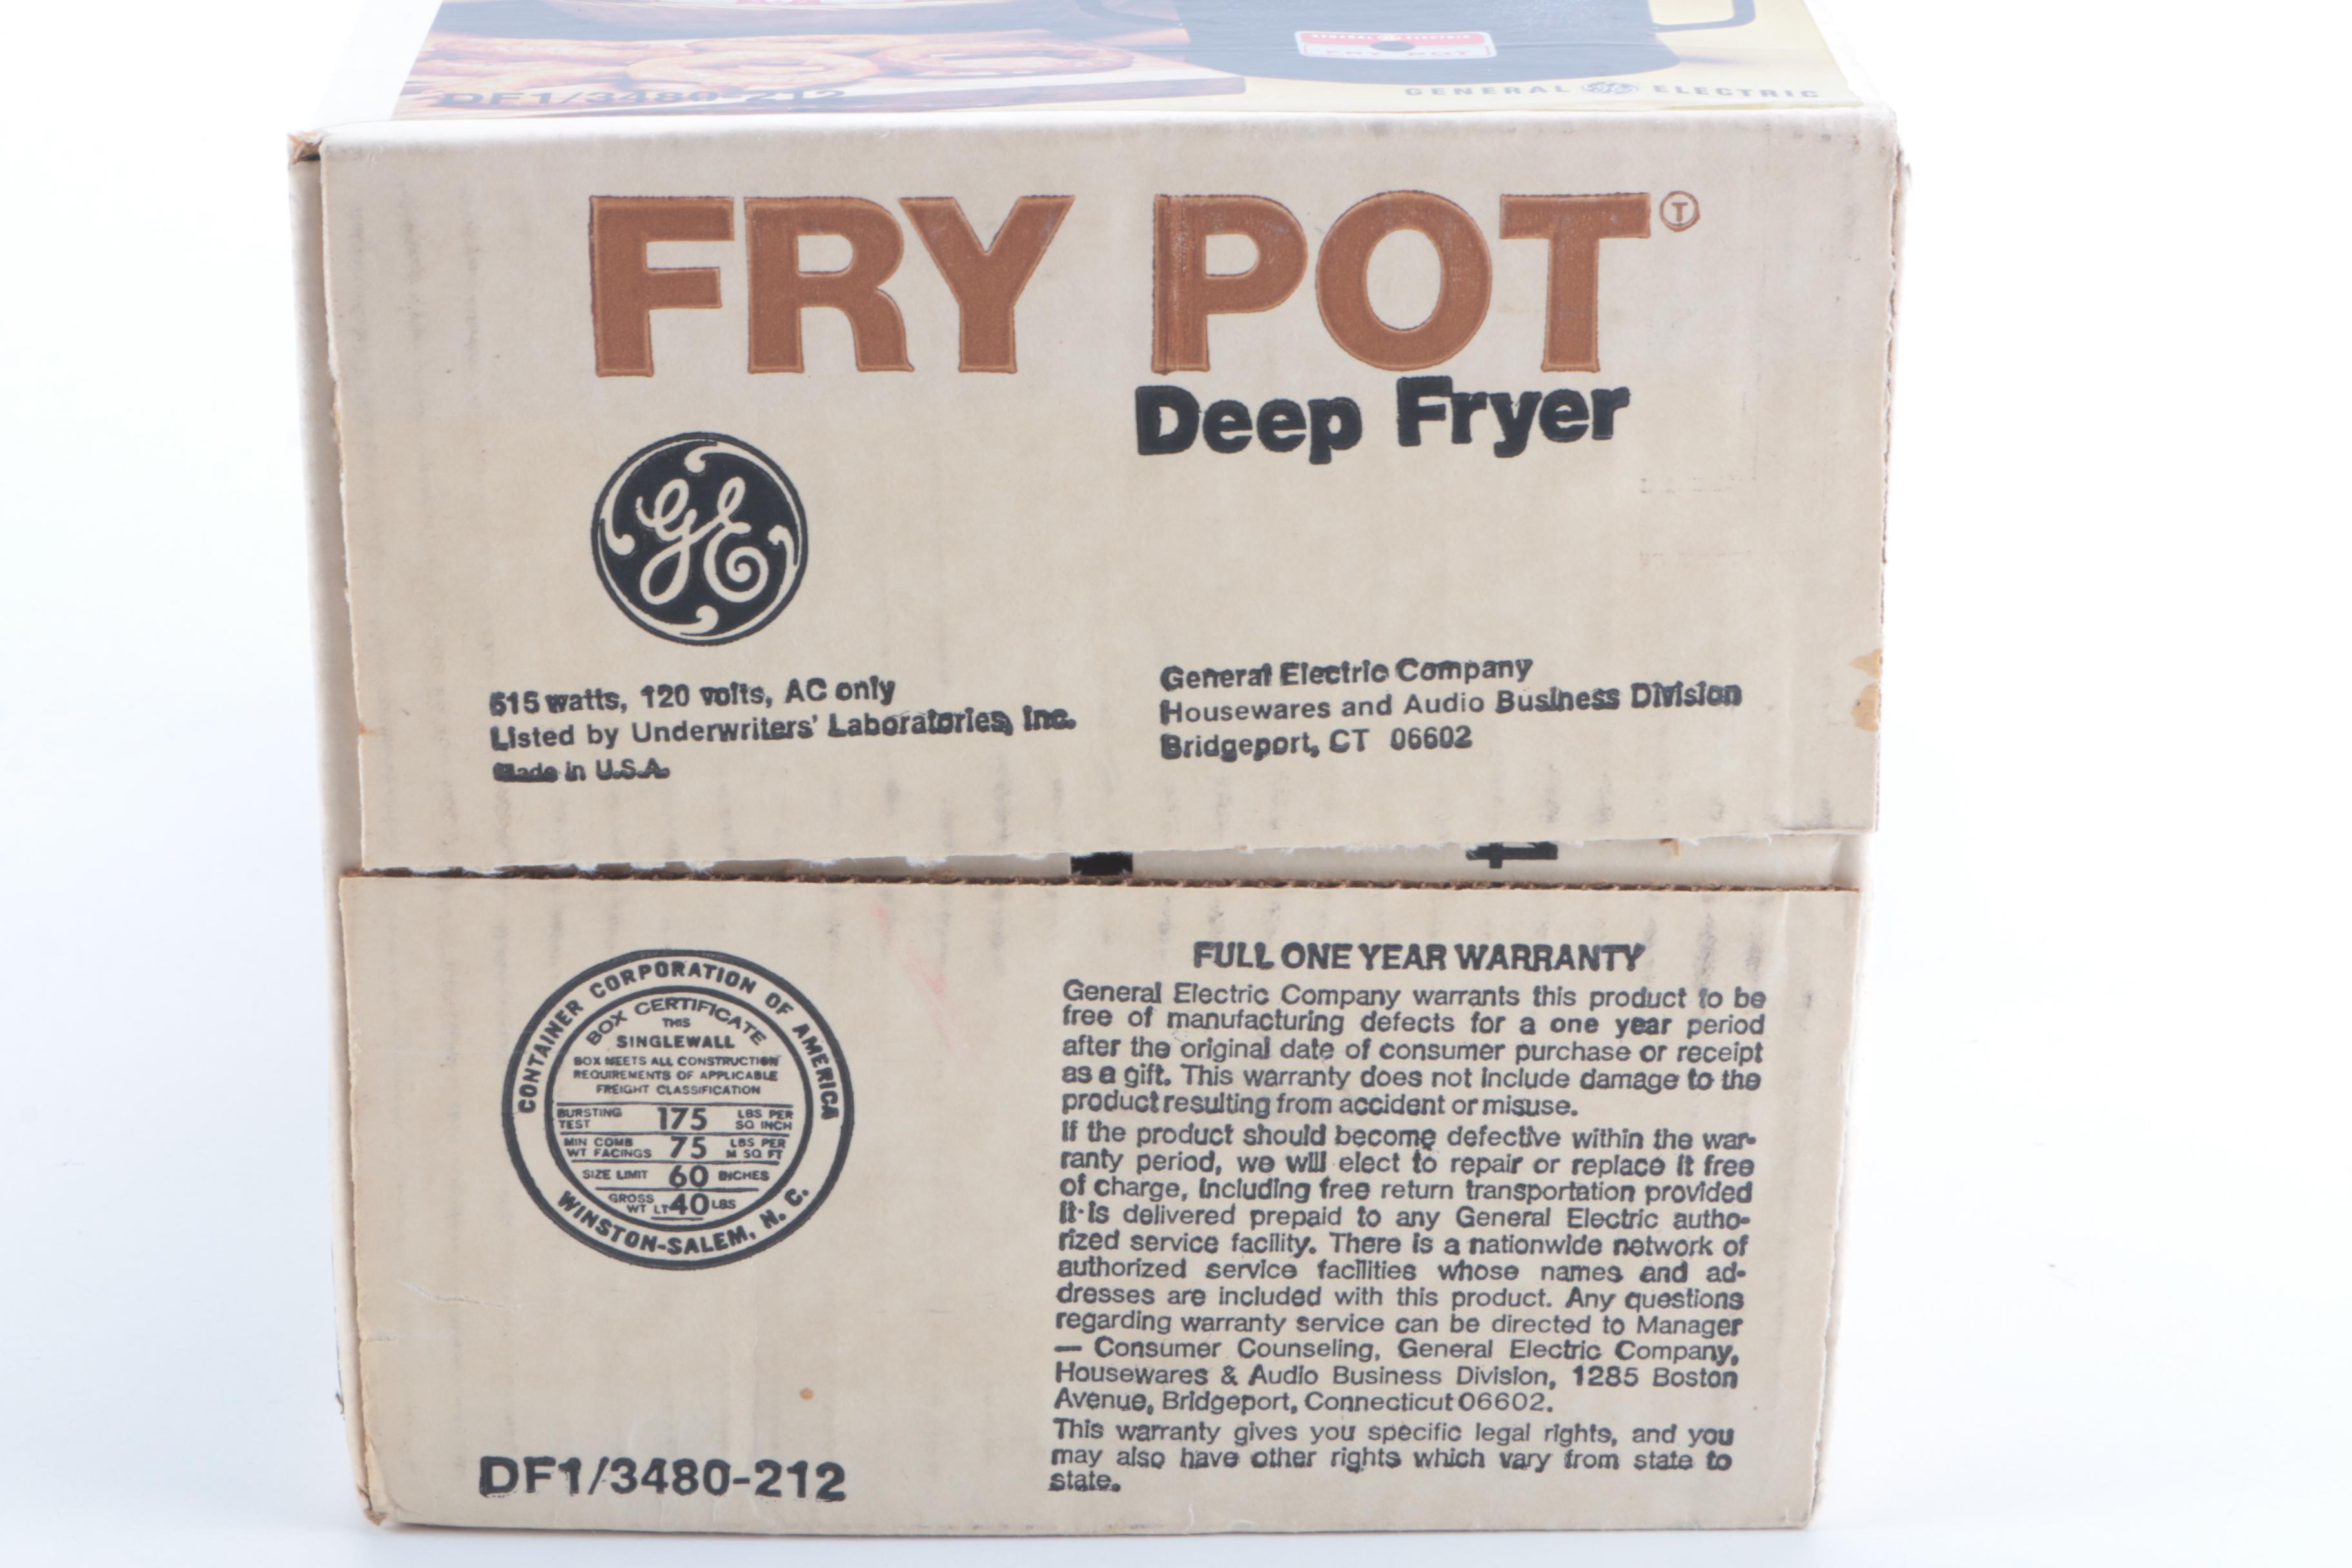 GENERAL ELECTRIC
FRY POT
DF1/3480-212
GENERAL GE ELECTRIC
FRY POT Ⓣ
Deep Fryer
GE
515 watts, 120 volts, AC only
Listed by Underwriters' Laboratories, Inc.
Made in U.S.A.
General Electric Company
Housewares and Audio Business Division
Bridgeport, CT 06602
CONTAINER CORPORATION OF AMERICA
BOX CERTIFICATE
THIS
SINGLEWALL
BOX MEETS ALL CONSTRUCTION
REQUIREMENTS OF APPLICABLE
FREIGHT CLASSIFICATION
BURSTING TEST 175 LBS PER SQ INCH
MIN COMB WT FACINGS 75 LBS PER M SQ FT
SIZE LIMIT 60 INCHES
GROSS WT LT 40 LBS
WINSTON-SALEM, N. C.
DF1/3480-212
FULL ONE YEAR WARRANTY
General Electric Company warrants this product to be
free of manufacturing defects for a one year period
after the original date of consumer purchase or receipt
as a gift. This warranty does not include damage to the
product resulting from accident or misuse.
If the product should become defective within the war-
ranty period, we will elect to repair or replace it free
of charge, including free return transportation provided
it is delivered prepaid to any General Electric autho-
rized service facility. There is a nationwide network of
authorized service facilities whose names and ad-
dresses are included with this product. Any questions
regarding warranty service can be directed to Manager
— Consumer Counseling, General Electric Company,
Housewares & Audio Business Division, 1285 Boston
Avenue, Bridgeport, Connecticut 06602.
This warranty gives you specific legal rights, and you
may also have other rights which vary from state to
state.